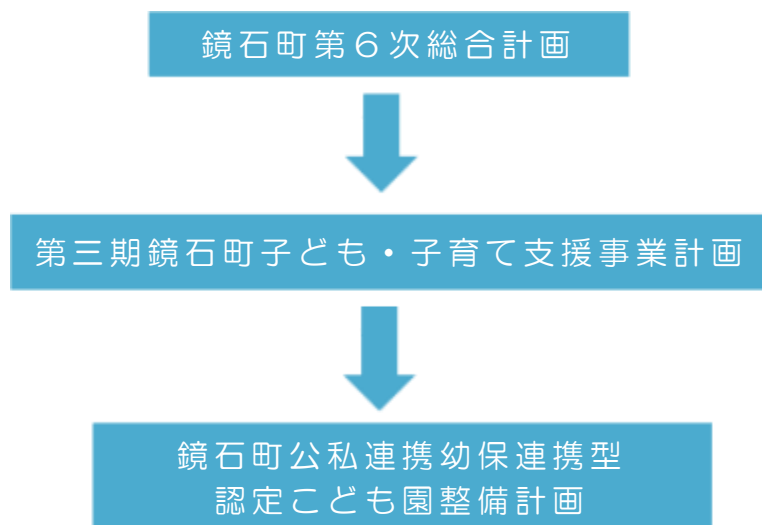 鏡石町第６次総合計画
第三期鏡石町子ども・子育て支援事業計画
鏡石町公私連携幼保連携型
認定こども園整備計画